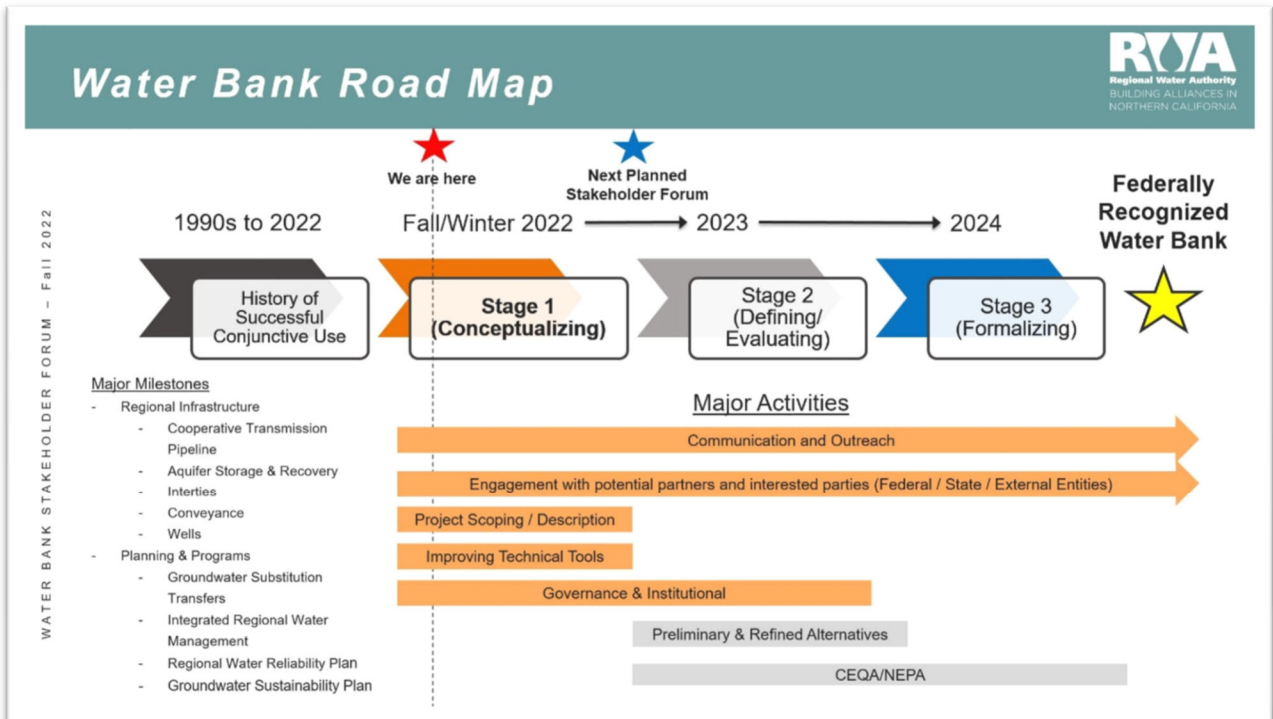 Water Bank Road Map
RWA
Regional Water Authority
BUILDING ALLIANCES IN
NORTHERN CALIFORNIA
WATER BANK STAKEHOLDER FORUM – Fall 2022
We are here
Next Planned
Stakeholder Forum
Federally
Recognized
Water Bank
1990s to 2022
Fall/Winter 2022
2023
2024
History of
Successful
Conjunctive Use
Stage 1
(Conceptualizing)
Stage 2
(Defining/
Evaluating)
Stage 3
(Formalizing)
Major Milestones
- Regional Infrastructure
- Cooperative Transmission
Pipeline
- Aquifer Storage & Recovery
- Interties
- Conveyance
- Wells
- Planning & Programs
- Groundwater Substitution
Transfers
- Integrated Regional Water
Management
- Regional Water Reliability Plan
- Groundwater Sustainability Plan
Major Activities
Communication and Outreach
Engagement with potential partners and interested parties (Federal / State / External Entities)
Project Scoping / Description
Improving Technical Tools
Governance & Institutional
Preliminary & Refined Alternatives
CEQA/NEPA